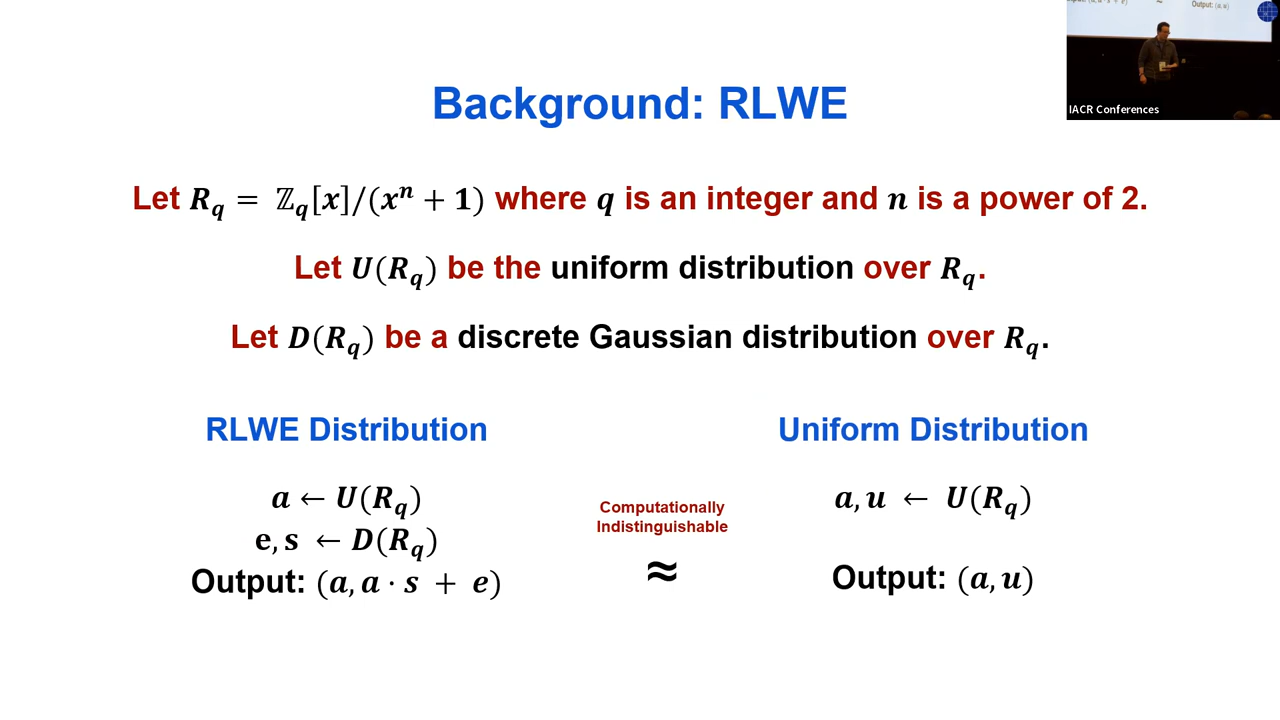 Output: (a, u)
IACR Conferences
Background: RLWE
Let R_q = ℤ_q[x]/(x^n + 1) where q is an integer and n is a power of 2.
Let U(R_q) be the uniform distribution over R_q.
Let D(R_q) be a discrete Gaussian distribution over R_q.
RLWE Distribution
a ← U(R_q)
e, s ← D(R_q)
Output: (a, a · s + e)
Computationally
Indistinguishable
≈
Uniform Distribution
a, u ← U(R_q)
Output: (a, u)